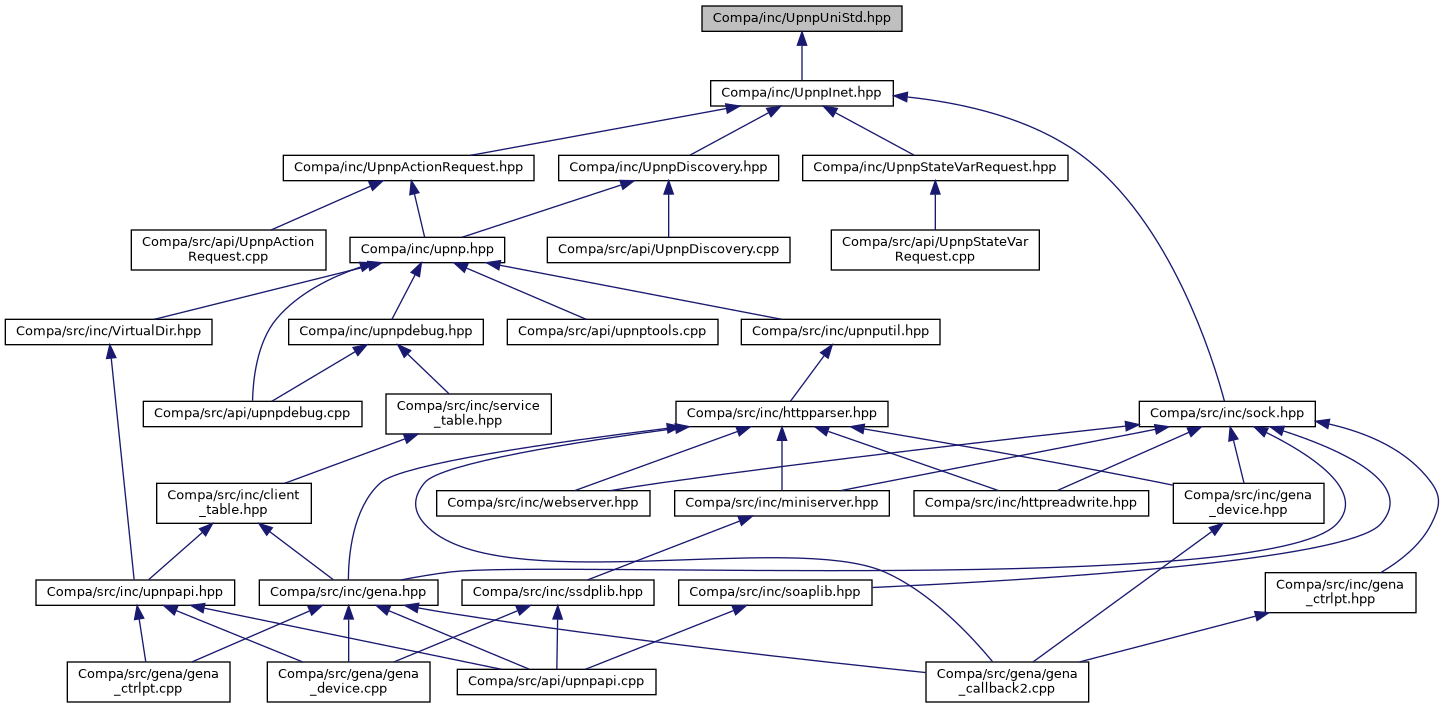 Compa/inc/UpnpUniStd.hpp
Compa/inc/UpnpInet.hpp
Compa/inc/UpnpActionRequest.hpp
Compa/inc/UpnpDiscovery.hpp
Compa/inc/UpnpStateVarRequest.hpp
Compa/src/api/UpnpAction
Request.cpp
Compa/inc/upnp.hpp
Compa/src/api/UpnpDiscovery.cpp
Compa/src/api/UpnpStateVar
Request.cpp
Compa/src/inc/VirtualDir.hpp
Compa/inc/upnpdebug.hpp
Compa/src/api/upnptools.cpp
Compa/src/inc/upnputil.hpp
Compa/src/api/upnpdebug.cpp
Compa/src/inc/service
_table.hpp
Compa/src/inc/httpparser.hpp
Compa/src/inc/sock.hpp
Compa/src/inc/client
_table.hpp
Compa/src/inc/webserver.hpp
Compa/src/inc/miniserver.hpp
Compa/src/inc/httpreadwrite.hpp
Compa/src/inc/gena
_device.hpp
Compa/src/inc/upnpapi.hpp
Compa/src/inc/gena.hpp
Compa/src/inc/ssdplib.hpp
Compa/src/inc/soaplib.hpp
Compa/src/inc/gena
_ctrlpt.hpp
Compa/src/gena/gena
_ctrlpt.cpp
Compa/src/gena/gena
_device.cpp
Compa/src/api/upnpapi.cpp
Compa/src/gena/gena
_callback2.cpp